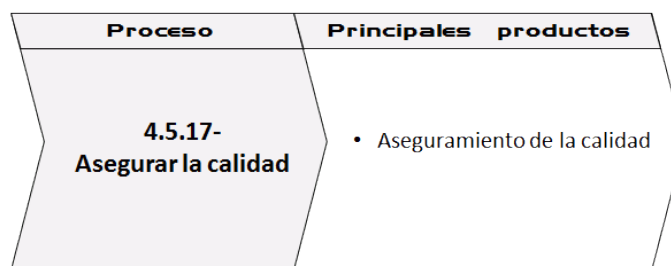 Proceso
Principales productos
4.5.17-
Asegurar la calidad
• Aseguramiento de la calidad